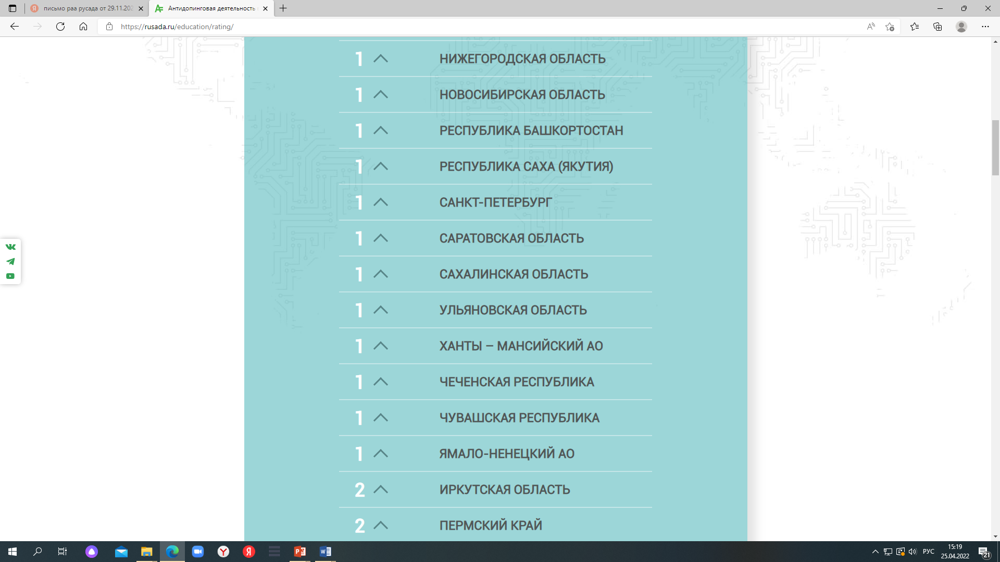 письмо раа русада от 29.11.202
Антидопинговая деятельность
https://rusada.ru/education/rating/
1 НИЖЕГОРОДСКАЯ ОБЛАСТЬ
1 НОВОСИБИРСКАЯ ОБЛАСТЬ
1 РЕСПУБЛИКА БАШКОРТОСТАН
1 РЕСПУБЛИКА САХА (ЯКУТИЯ)
1 САНКТ-ПЕТЕРБУРГ
1 САРАТОВСКАЯ ОБЛАСТЬ
1 САХАЛИНСКАЯ ОБЛАСТЬ
1 УЛЬЯНОВСКАЯ ОБЛАСТЬ
1 ХАНТЫ – МАНСИЙСКИЙ АО
1 ЧЕЧЕНСКАЯ РЕСПУБЛИКА
1 ЧУВАШСКАЯ РЕСПУБЛИКА
1 ЯМАЛО-НЕНЕЦКИЙ АО
2 ИРКУТСКАЯ ОБЛАСТЬ
2 ПЕРМСКИЙ КРАЙ
РУС
15:19
25.04.2022
21